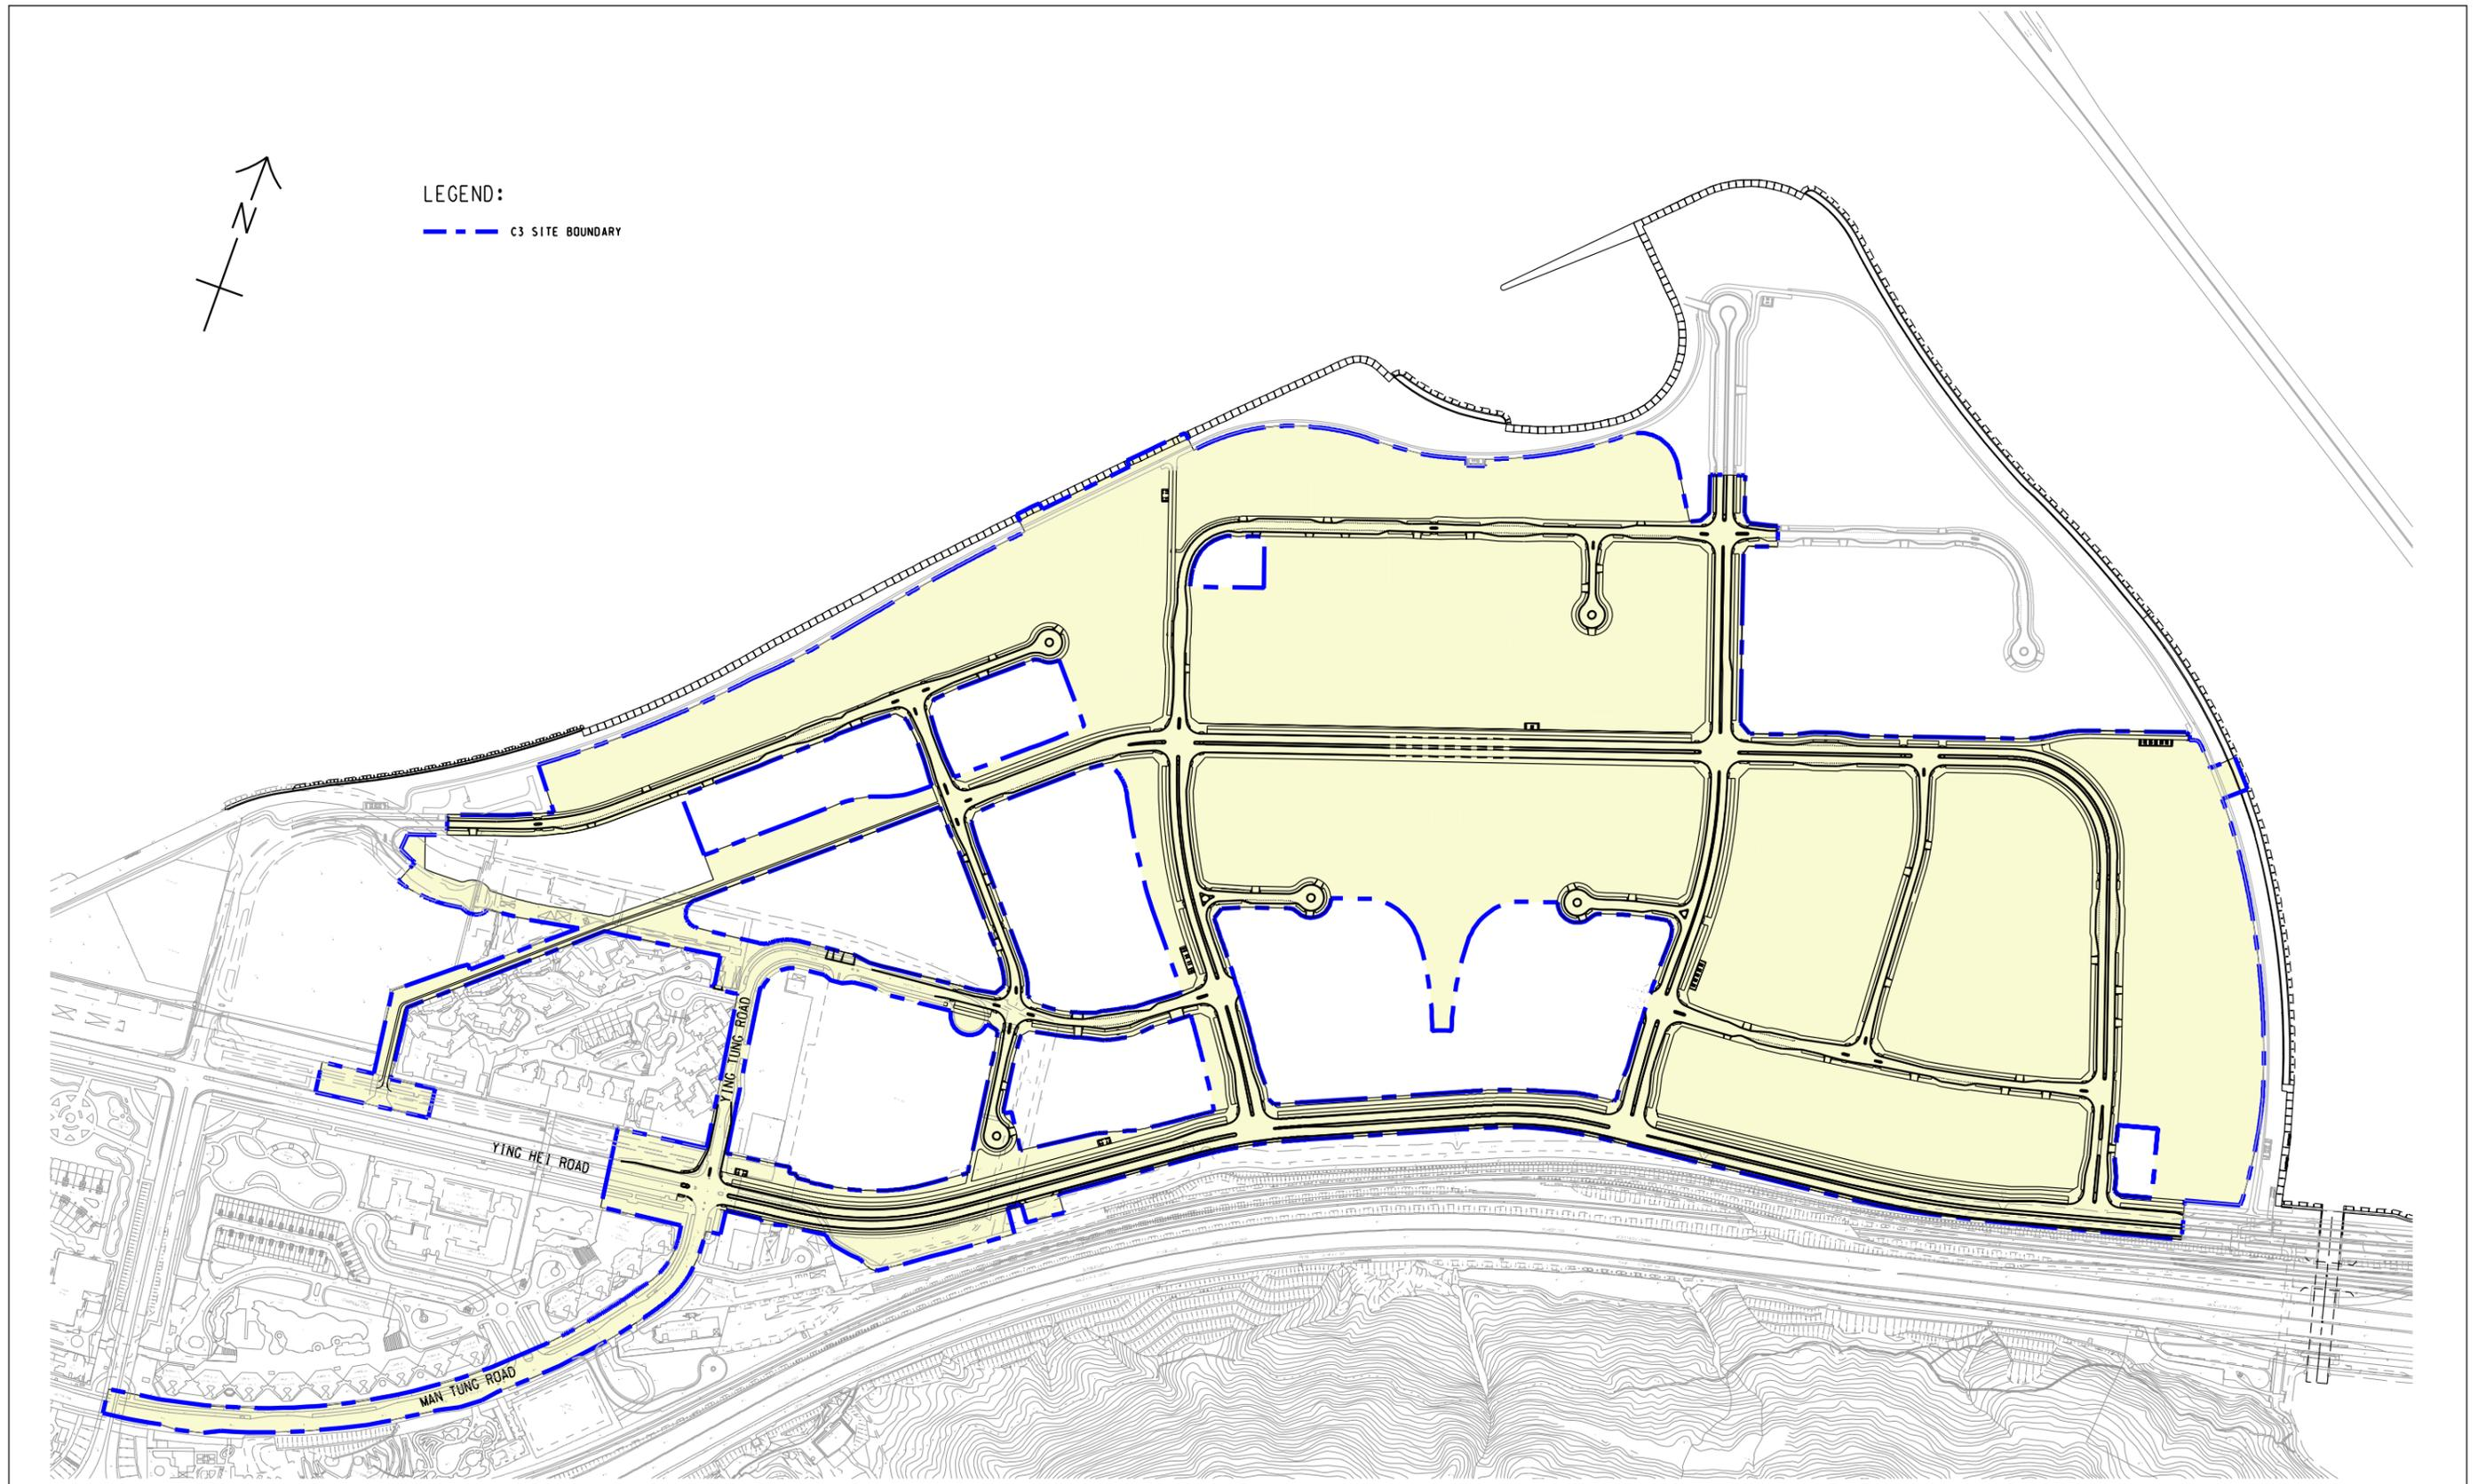 N
LEGEND:
C3 SITE BOUNDARY
YING TUNG ROAD
YING HEI ROAD
MAN TUNG ROAD